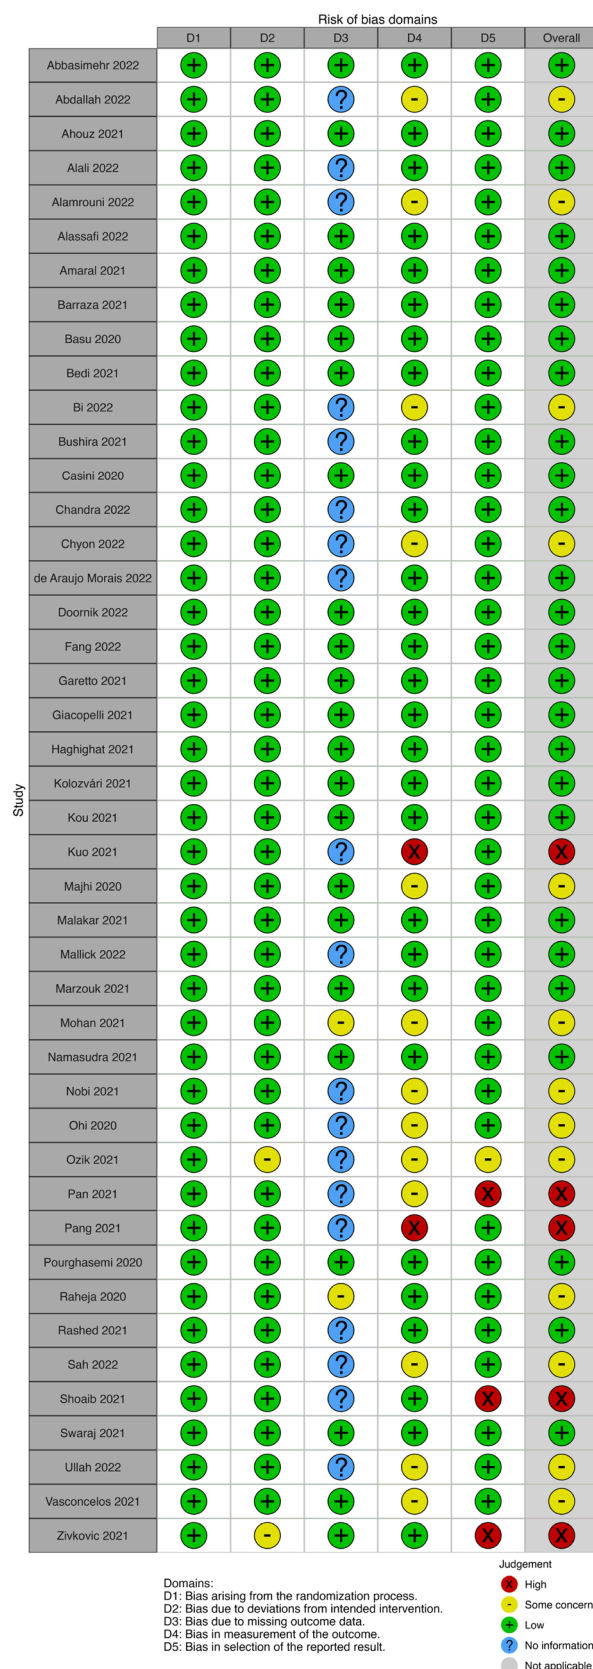 Risk of bias domains
D1 D2 D3 D4 D5 Overall
Study
Abbasimehr 2022 + + + + + +
Abdallah 2022 + + ? - + -
Ahouz 2021 + + + + + +
Alali 2022 + + ? + + +
Alamrouni 2022 + + ? - + -
Alassafi 2022 + + + + + +
Amaral 2021 + + + + + +
Barraza 2021 + + + + + +
Basu 2020 + + + + + +
Bedi 2021 + + + + + +
Bi 2022 + + ? - + -
Bushira 2021 + + ? + + +
Casini 2020 + + + + + +
Chandra 2022 + + ? + + +
Chyon 2022 + + ? - + -
de Araujo Morais 2022 + + ? + + +
Doornik 2022 + + + + + +
Fang 2022 + + + + + +
Garetto 2021 + + + + + +
Giacopelli 2021 + + + + + +
Haghighat 2021 + + + + + +
Kolozvári 2021 + + + + + +
Kou 2021 + + + + + +
Kuo 2021 + + ? X + X
Majhi 2020 + + + - + -
Malakar 2021 + + + + + +
Mallick 2022 + + ? + + +
Marzouk 2021 + + + + + +
Mohan 2021 + + - - + -
Namasudra 2021 + + + + + +
Nobi 2021 + + ? - + -
Ohi 2020 + + ? - + -
Ozik 2021 + - ? - - -
Pan 2021 + + ? - X X
Pang 2021 + + ? X + X
Pourghasemi 2020 + + + + + +
Raheja 2020 + + - + + -
Rashed 2021 + + ? + + +
Sah 2022 + + ? - + -
Shoaib 2021 + + ? + X X
Swaraj 2021 + + + + + +
Ullah 2022 + + ? - + -
Vasconcelos 2021 + + + - + -
Zivkovic 2021 + - + + X X
Domains:
D1: Bias arising from the randomization process.
D2: Bias due to deviations from intended intervention.
D3: Bias due to missing outcome data.
D4: Bias in measurement of the outcome.
D5: Bias in selection of the reported result.
Judgement
X High
- Some concern
+ Low
? No information
Not applicable